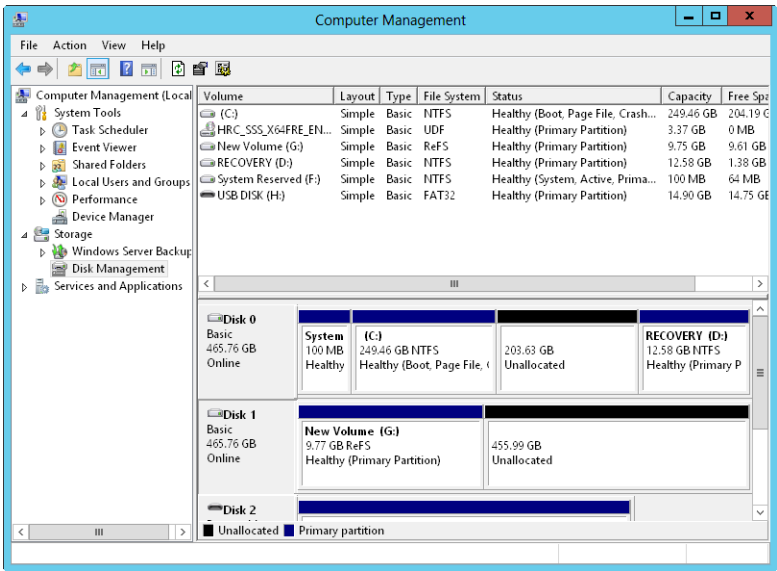 Computer Management
File Action View Help
Computer Management (Local
System Tools
Task Scheduler
Event Viewer
Shared Folders
Local Users and Groups
Performance
Device Manager
Storage
Windows Server Backup
Disk Management
Services and Applications
Volume Layout Type File System Status Capacity Free Spa
(C:) Simple Basic NTFS Healthy (Boot, Page File, Crash... 249.46 GB 204.19 G
HRC_SSS_X64FRE_EN... Simple Basic UDF Healthy (Primary Partition) 3.37 GB 0 MB
New Volume (G:) Simple Basic ReFS Healthy (Primary Partition) 9.75 GB 9.61 GB
RECOVERY (D:) Simple Basic NTFS Healthy (Primary Partition) 12.58 GB 1.38 GB
System Reserved (F:) Simple Basic NTFS Healthy (System, Active, Prima... 100 MB 64 MB
USB DISK (H:) Simple Basic FAT32 Healthy (Primary Partition) 14.90 GB 14.75 GB
Disk 0
Basic
465.76 GB
Online
System
100 MB
Healthy
(C:)
249.46 GB NTFS
Healthy (Boot, Page File, (
203.63 GB
Unallocated
RECOVERY (D:)
12.58 GB NTFS
Healthy (Primary P
Disk 1
Basic
465.76 GB
Online
New Volume (G:)
9.77 GB ReFS
Healthy (Primary Partition)
455.99 GB
Unallocated
Disk 2
Unallocated Primary partition